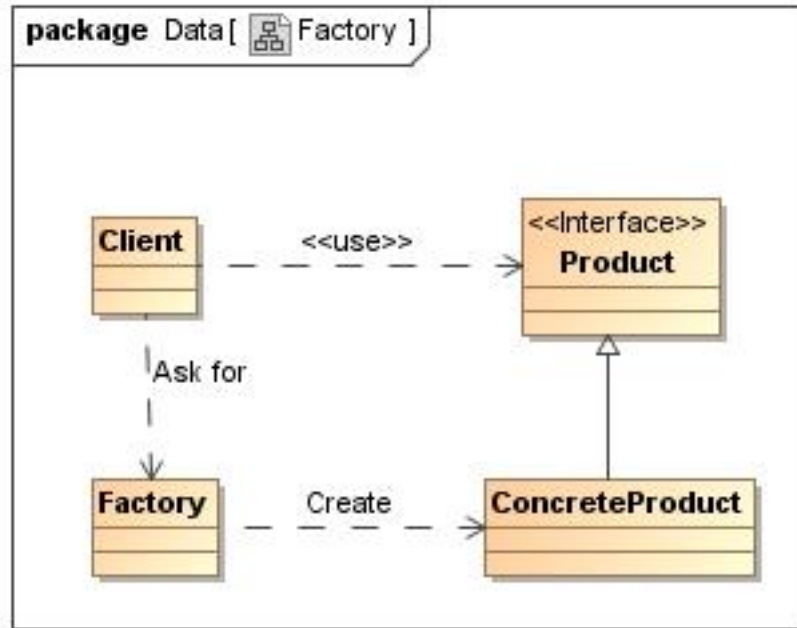 package Data[ Factory ]
Client
<<use>>
<<Interface>>
Product
Ask for
Factory
Create
ConcreteProduct